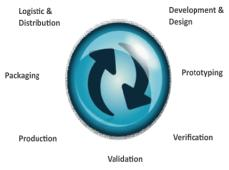 Logistic &
Distribution
Development &
Design
Packaging
Prototyping
Production
Verification
Validation